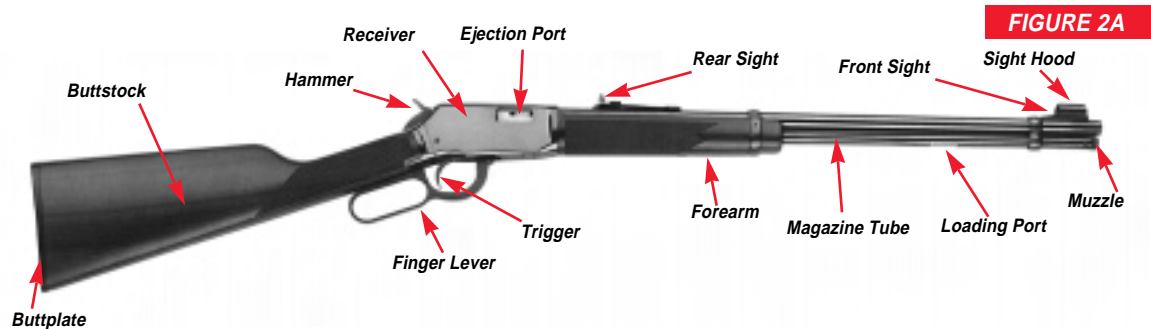 FIGURE 2A
Receiver
Ejection Port
Rear Sight
Front Sight
Sight Hood
Hammer
Buttstock
Forearm
Magazine Tube
Loading Port
Muzzle
Trigger
Finger Lever
Buttplate